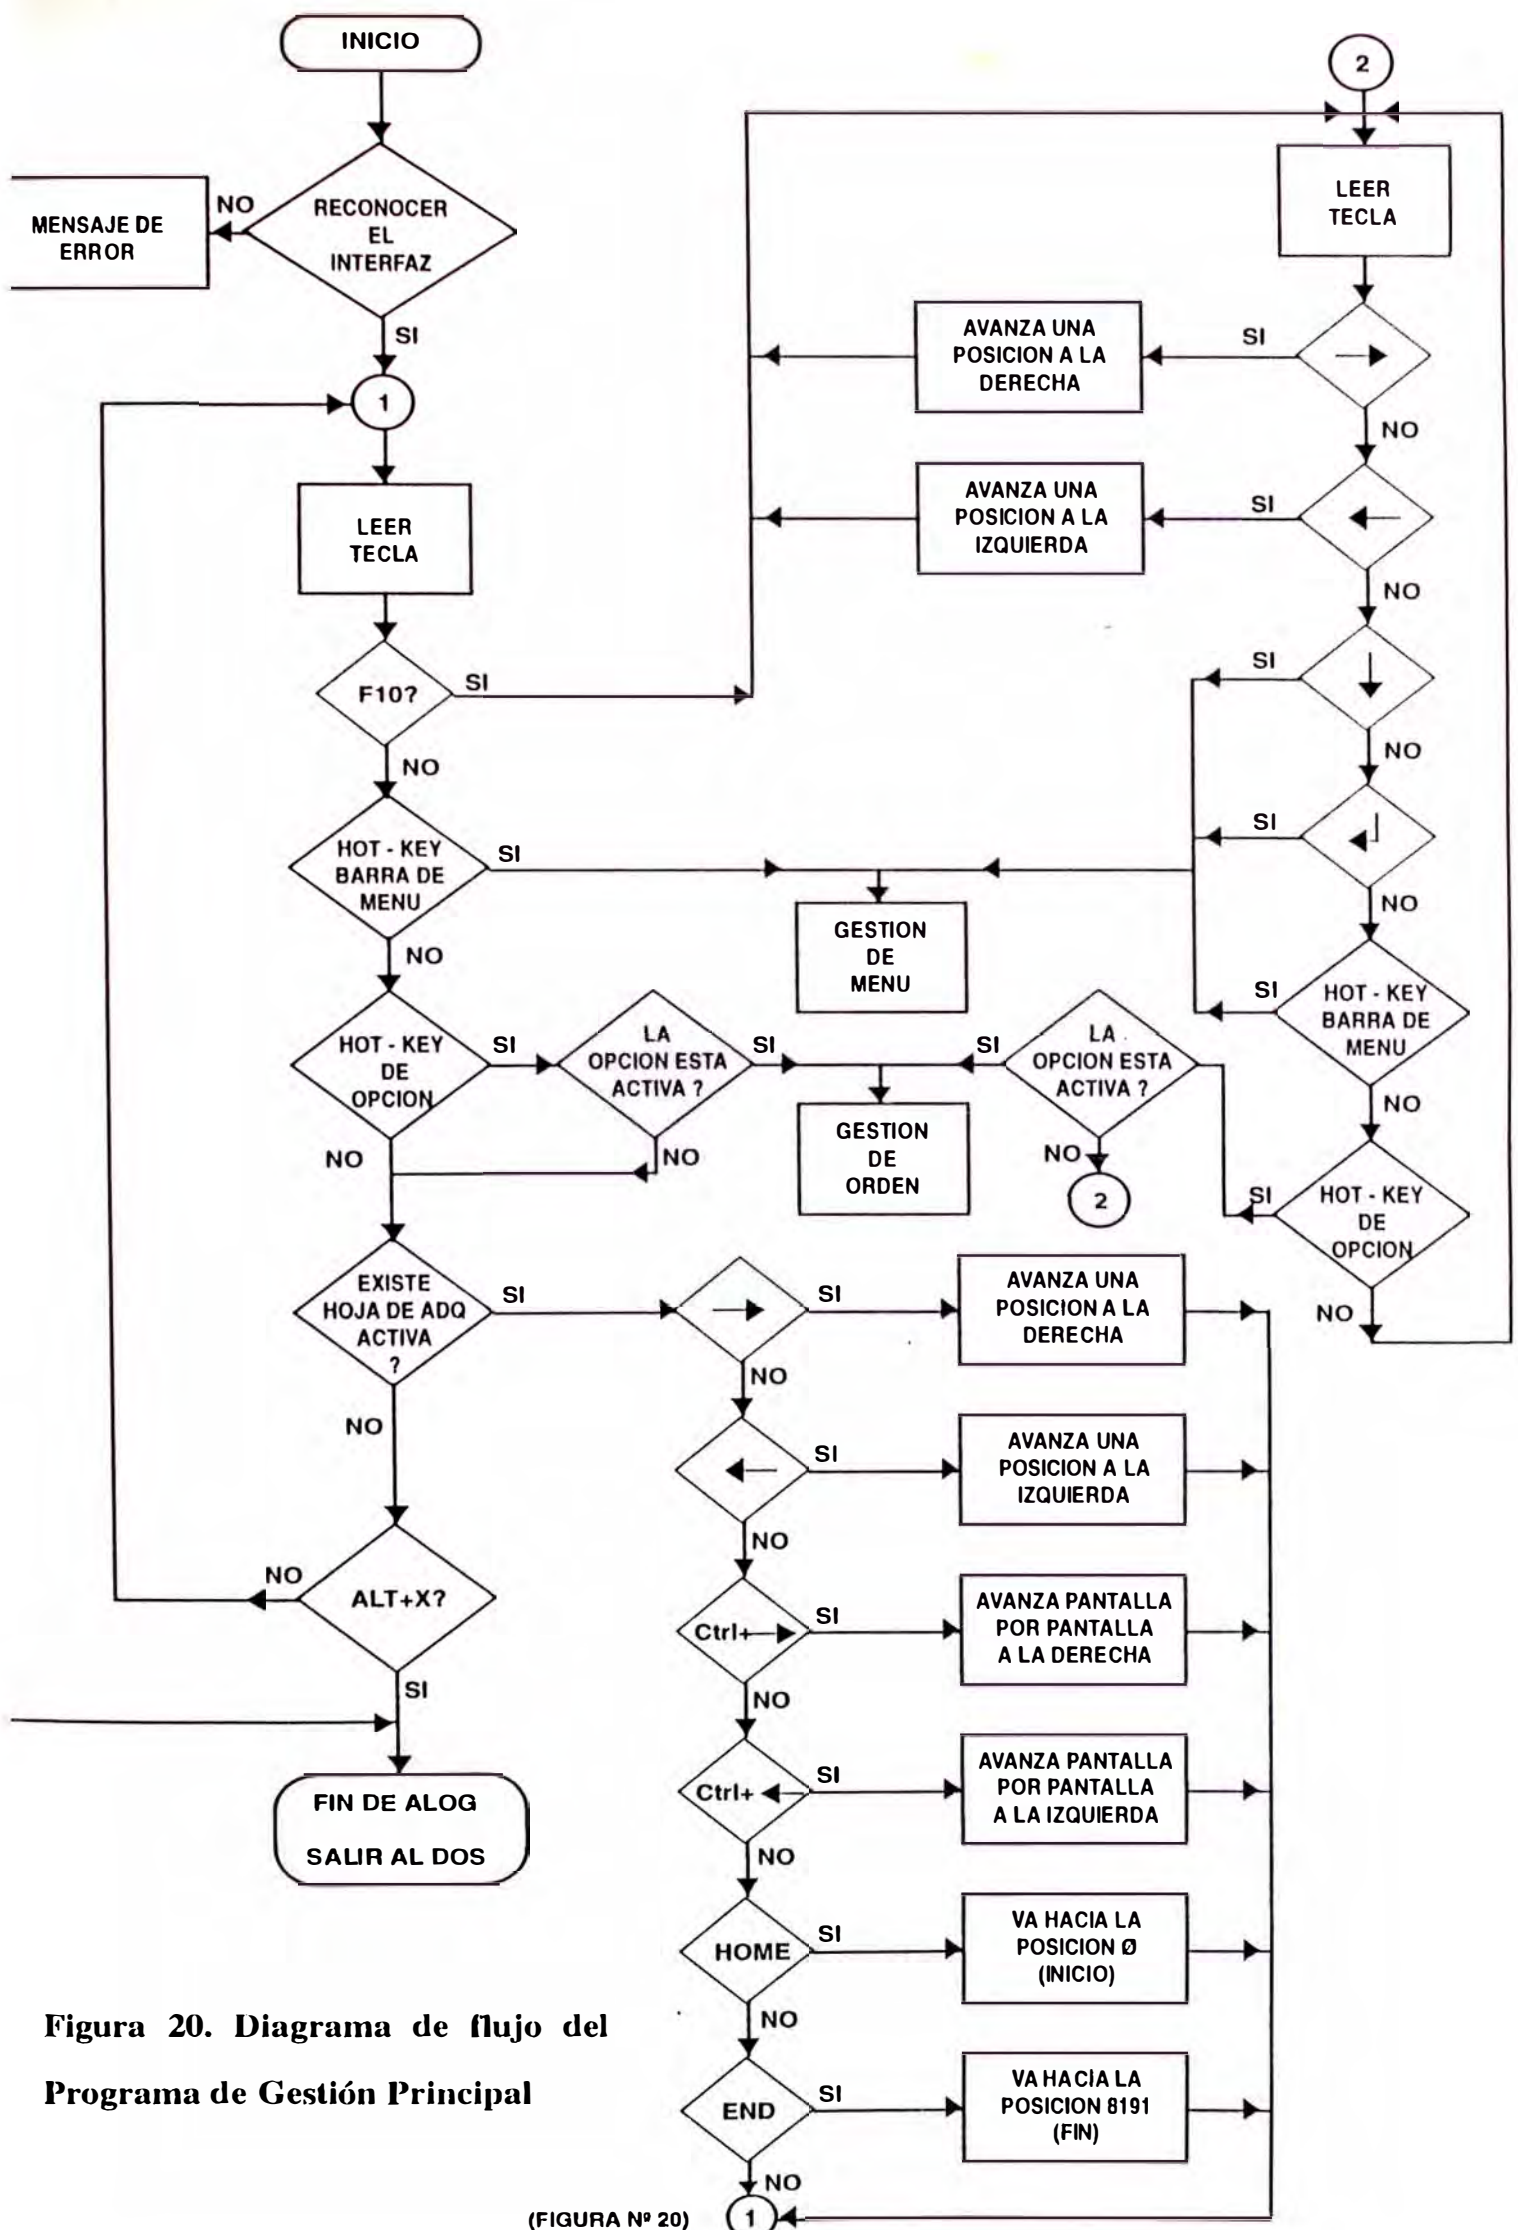 INICIO
RECONOCER
EL
INTERFAZ
NO
MENSAJE DE
ERROR
SI
1
LEER
TECLA
F10?
SI
NO
HOT - KEY
BARRA DE
MENU
SI
NO
HOT - KEY
DE
OPCION
SI
NO
LA
OPCION ESTA
ACTIVA ?
SI
NO
GESTION
DE
MENU
GESTION
DE
ORDEN
EXISTE
HOJA DE ADQ
ACTIVA
?
SI
NO
ALT+X?
NO
SI
FIN DE ALOG
SALIR AL DOS
2
LEER
TECLA
SI
AVANZA UNA
POSICION A LA
DERECHA
NO
SI
AVANZA UNA
POSICION A LA
IZQUIERDA
NO
SI
NO
SI
NO
HOT - KEY
BARRA DE
MENU
SI
NO
HOT - KEY
DE
OPCION
SI
NO
LA
OPCION ESTA
ACTIVA ?
SI
NO
2
SI
AVANZA UNA
POSICION A LA
DERECHA
NO
SI
AVANZA UNA
POSICION A LA
IZQUIERDA
NO
Ctrl+
SI
AVANZA PANTALLA
POR PANTALLA
A LA DERECHA
NO
Ctrl+
SI
AVANZA PANTALLA
POR PANTALLA
A LA IZQUIERDA
NO
HOME
SI
VA HACIA LA
POSICION Ø
(INICIO)
NO
END
SI
VA HACIA LA
POSICION 8191
(FIN)
NO
1
Figura 20. Diagrama de flujo del
Programa de Gestión Principal
(FIGURA Nº 20)